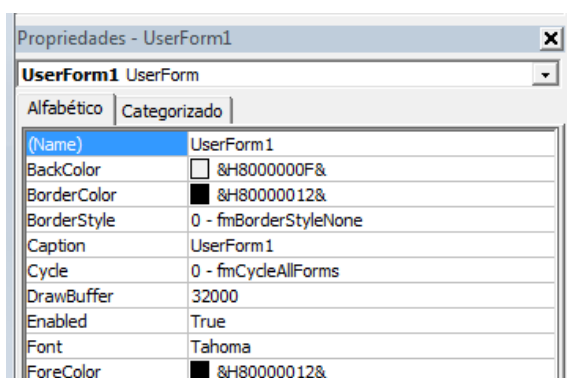 Propriedades - UserForm1
UserForm1 UserForm
Alfabético Categorizado
(Name) UserForm1
BackColor &H8000000F&
BorderColor &H80000012&
BorderStyle 0 - fmBorderStyleNone
Caption UserForm1
Cycle 0 - fmCycleAllForms
DrawBuffer 32000
Enabled True
Font Tahoma
ForeColor &H80000012&